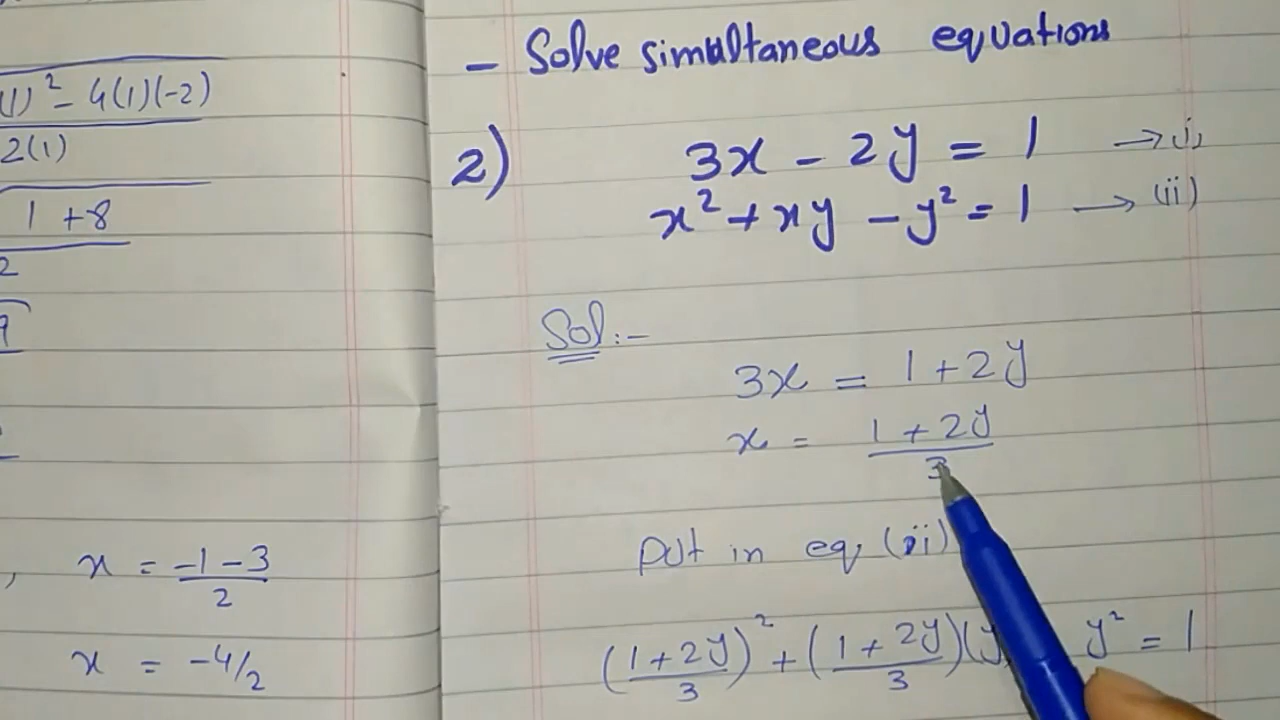 (1)² - 4(1)(-2)
2(1)
1 + 8
2
9
, x = -1 - 3
2
x = -4/2
- Solve simultaneous equations
2) 3x - 2y = 1 → (i)
x² + xy - y² = 1 → (ii)
Sol:-
3x = 1 + 2y
x = 1 + 2y
3
Put in eq (ii)
(1 + 2y / 3)² + (1 + 2y / 3)(y y² = 1